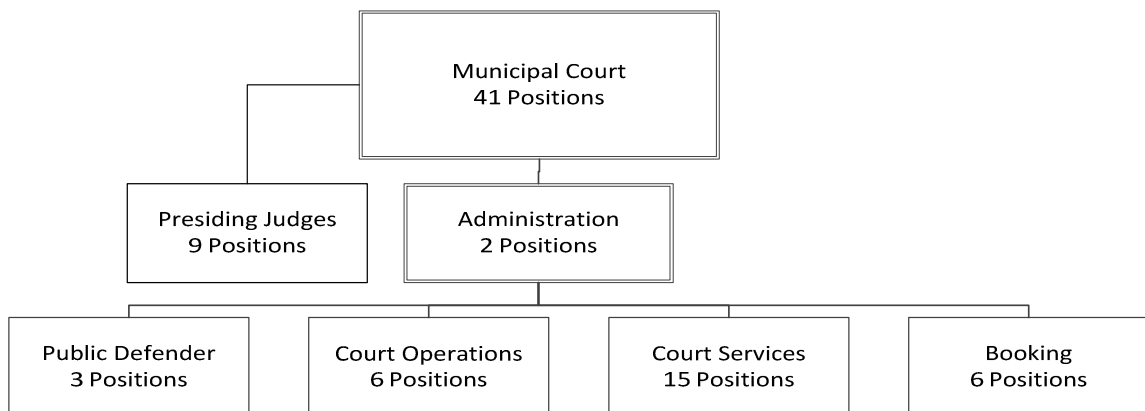 Municipal Court
41 Positions
Presiding Judges
9 Positions
Administration
2 Positions
Public Defender
3 Positions
Court Operations
6 Positions
Court Services
15 Positions
Booking
6 Positions